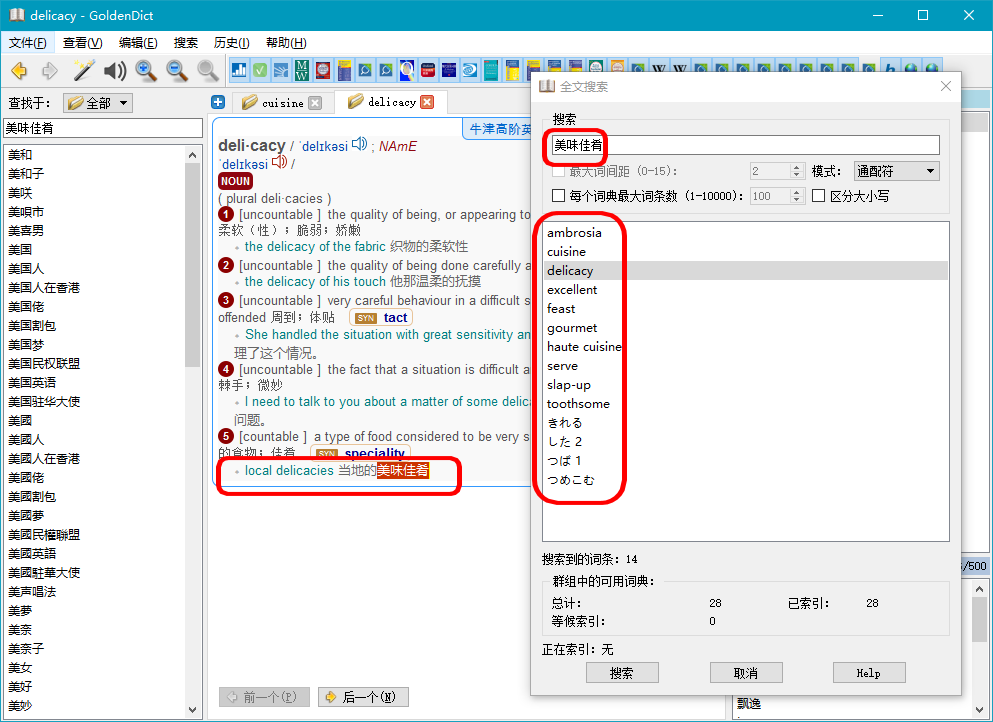 delicacy - GoldenDict
文件(F) 查看(V) 编辑(E) 搜索 历史(I) 帮助(H)
查找于: 全部
美味佳肴
美和
美和子
美咲
美唄市
美喜男
美国
美国人
美国人在香港
美国佬
美国割包
美国梦
美国民权联盟
美国英语
美国驻华大使
美國
美國人
美國人在香港
美國佬
美國割包
美國夢
美國民權聯盟
美國英語
美國駐華大使
美声唱法
美夢
美奈
美奈子
美女
美好
美妙
cuisine delicacy
牛津高阶英
deli·cacy / ˈdelɪkəsi ; NAmE
ˈdelɪkəsi /
NOUN
( plural deli·cacies )
1 [uncountable ] the quality of being, or appearing to
柔软（性）；脆弱；娇嫩
the delicacy of the fabric 织物的柔软性
2 [uncountable ] the quality of being done carefully a
the delicacy of his touch 他那温柔的抚摸
3 [uncountable ] very careful behaviour in a difficult s
offended 周到；体贴 SYN tact
She handled the situation with great sensitivity an
理了这个情况。
4 [uncountable ] the fact that a situation is difficult a
棘手；微妙
I need to talk to you about a matter of some delic
问题。
5 [countable ] a type of food considered to be very s
的食物；佳肴 SYN speciality
local delicacies 当地的美味佳肴
前一个(P) 后一个(N)
全文搜索
搜索
美味佳肴
最大词间距 (0-15): 2 模式: 通配符
每个词典最大词条数 (1-10000): 100 区分大小写
ambrosia
cuisine
delicacy
excellent
feast
gourmet
haute cuisine
serve
slap-up
toothsome
きれる
した 2
つば 1
つめこむ
搜索到的词条: 14
群组中的可用词典:
总计: 28 已索引: 28
等候索引: 0
正在索引: 无
搜索 取消 Help
/500
飘逸